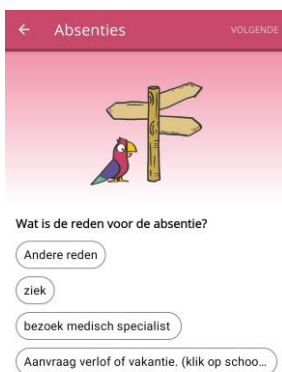 ← Absenties VOLGENDE
Wat is de reden voor de absentie?
Andere reden
ziek
bezoek medisch specialist
Aanvraag verlof of vakantie. (klik op schoo...